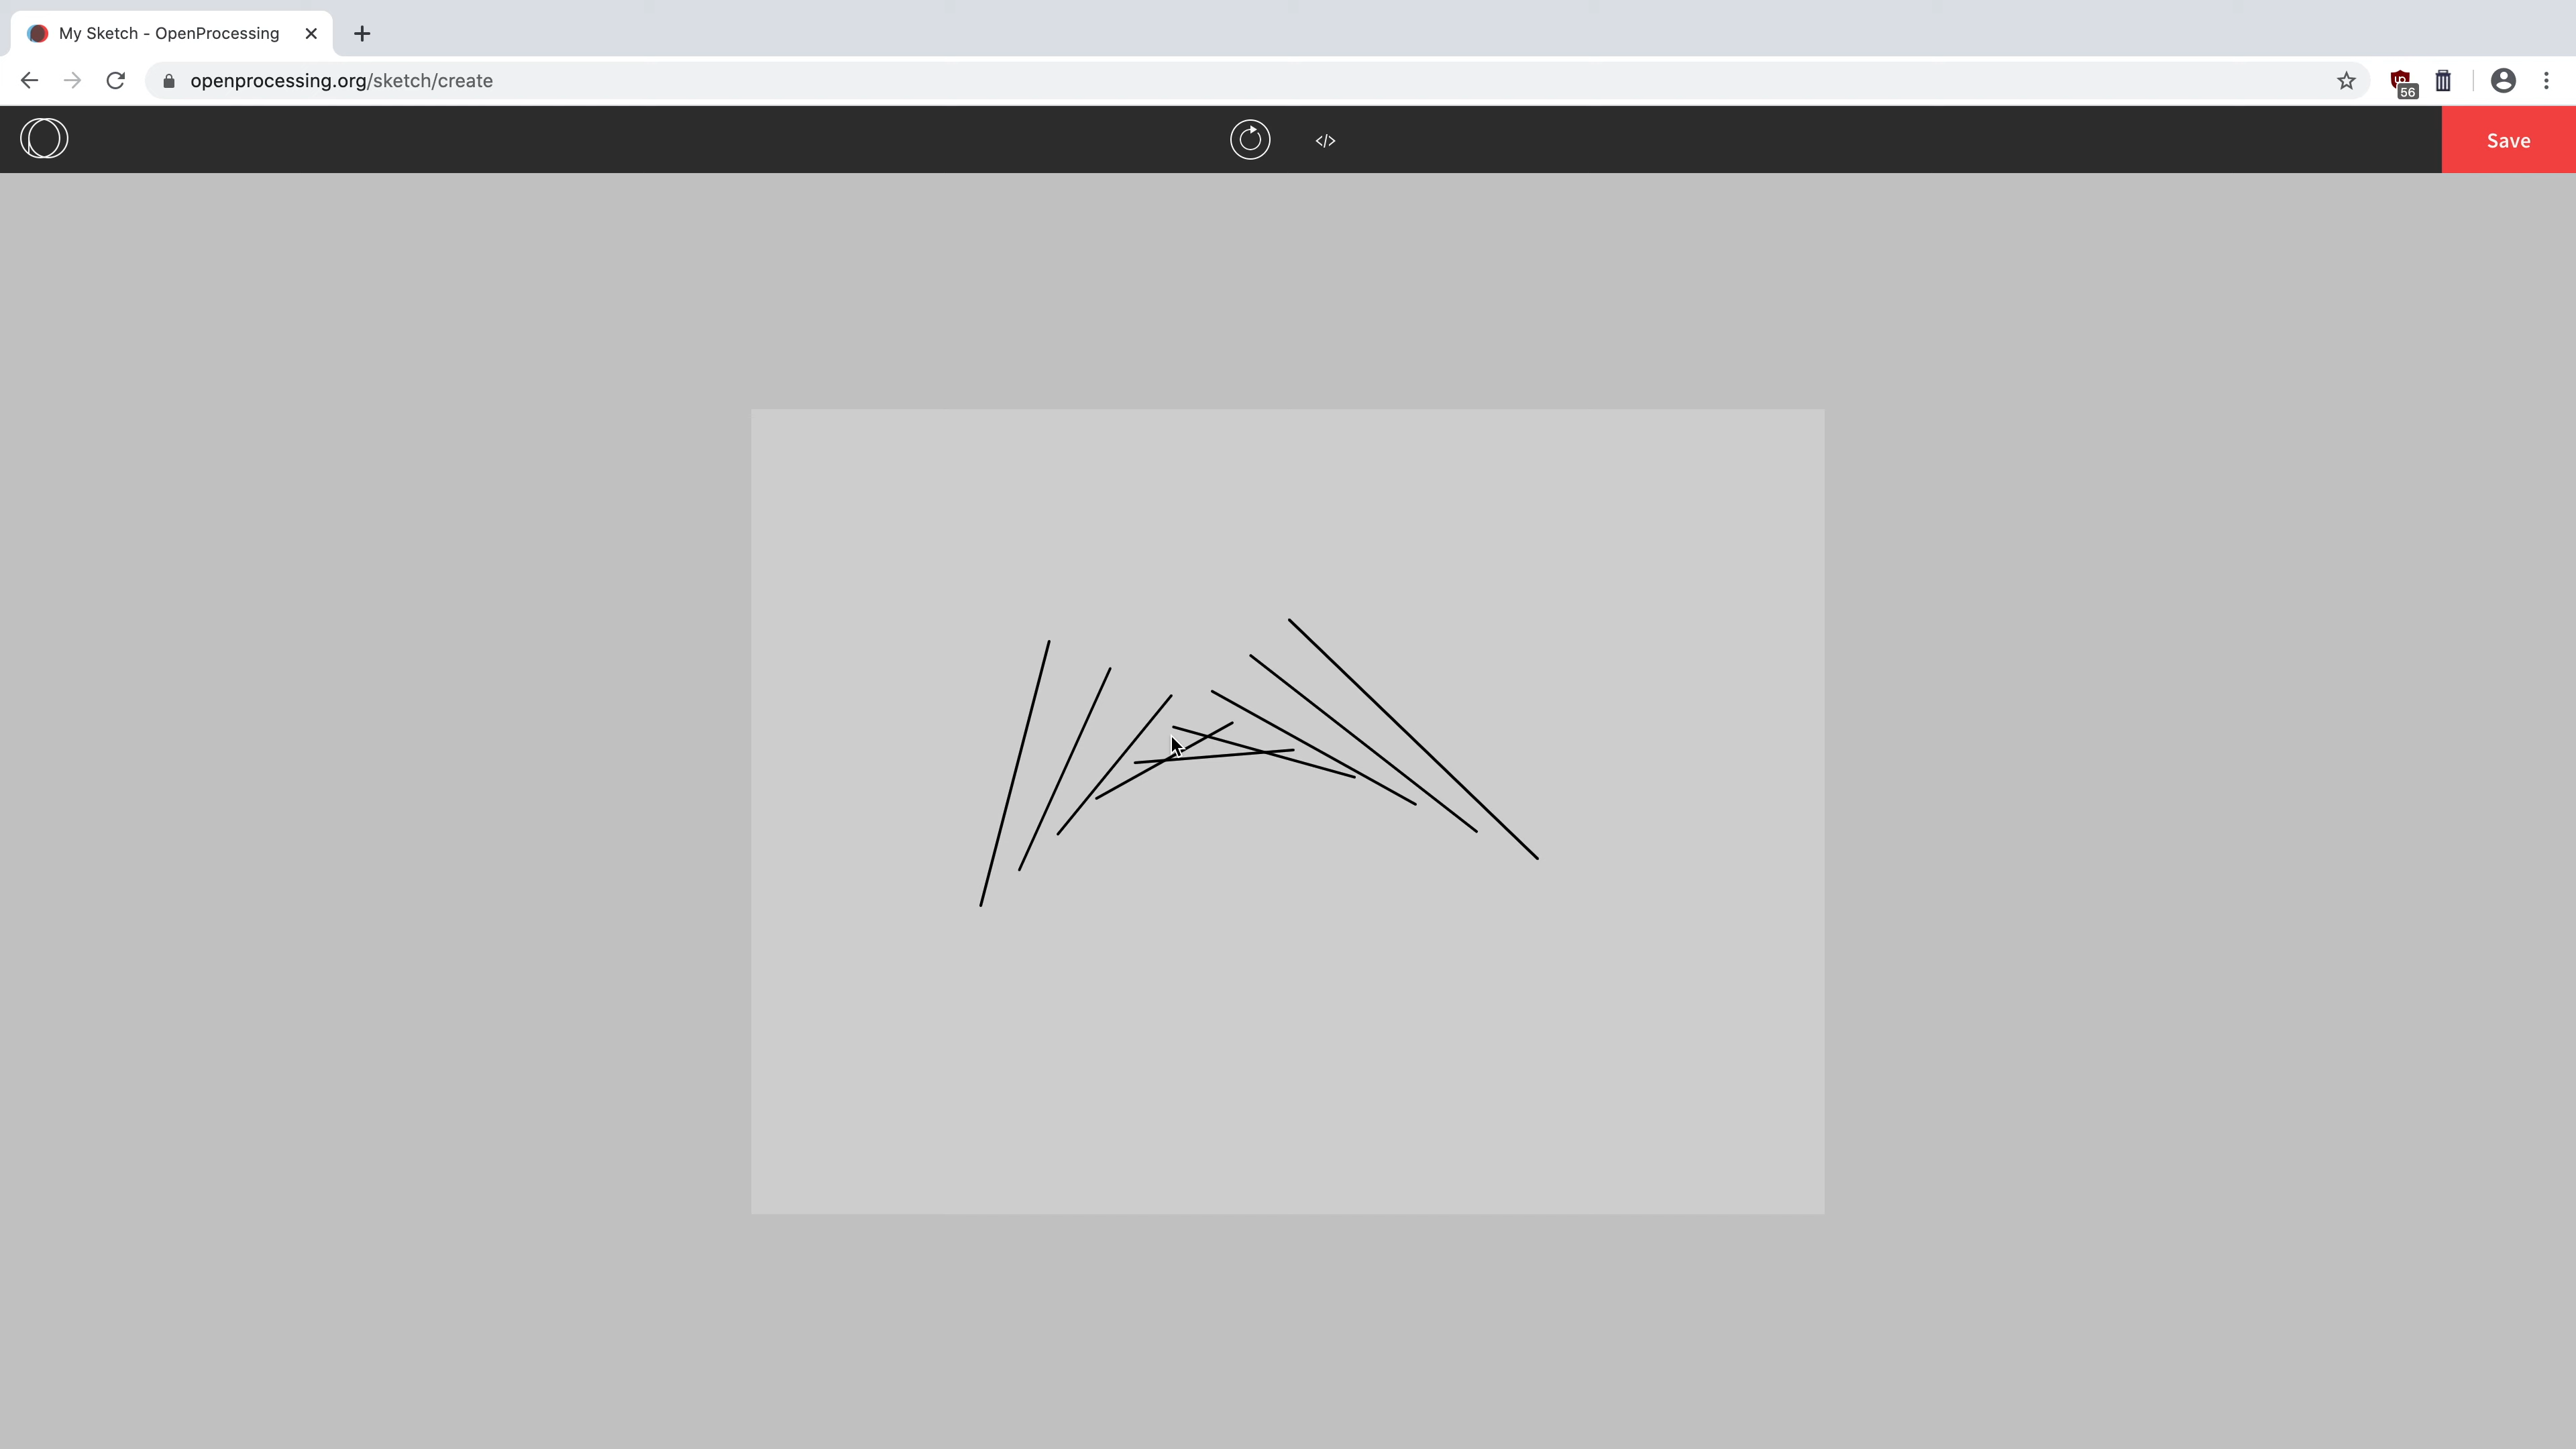 My Sketch - OpenProcessing
openprocessing.org/sketch/create
56
</>
Save